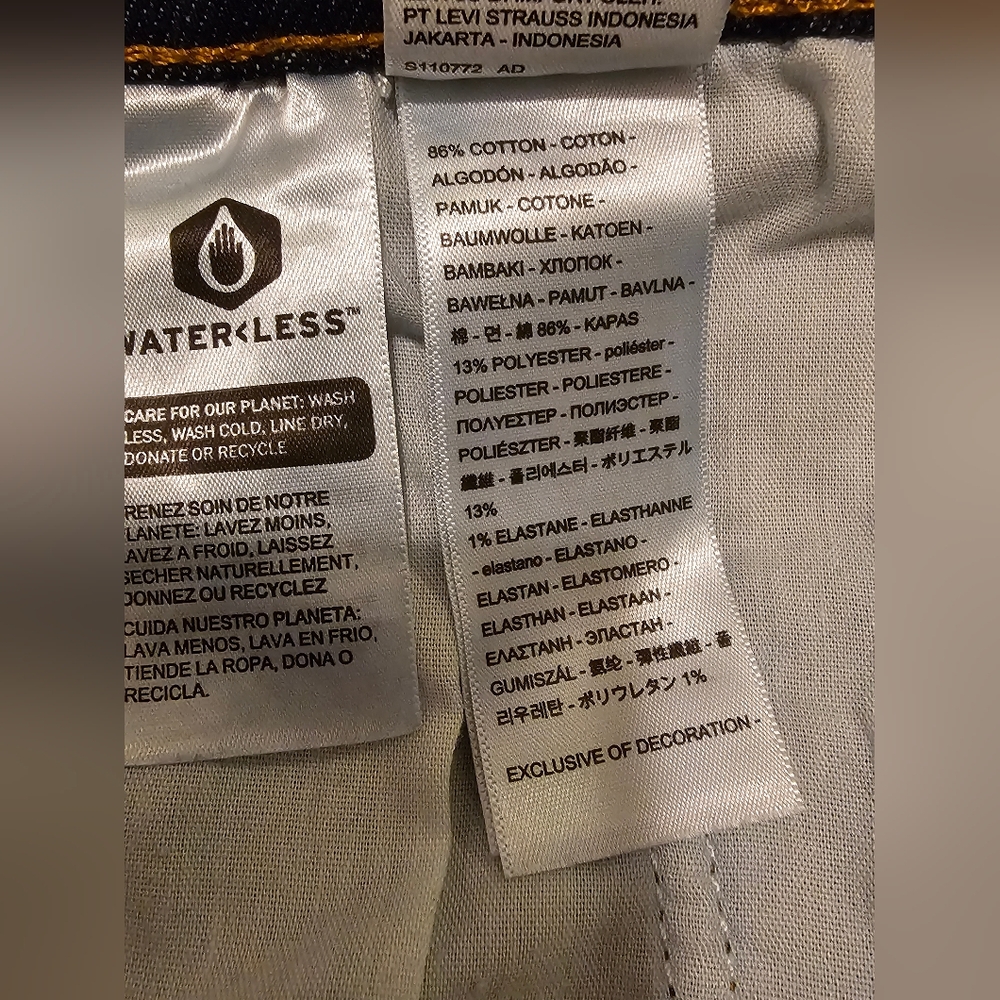 PT LEVI STRAUSS INDONESIA
JAKARTA - INDONESIA
S110772 AD
WATER<LESS™
CARE FOR OUR PLANET: WASH
LESS, WASH COLD, LINE DRY,
DONATE OR RECYCLE
RENEZ SOIN DE NOTRE
LANETE: LAVEZ MOINS,
AVEZ A FROID, LAISSEZ
SECHER NATURELLEMENT,
DONNEZ OU RECYCLEZ
CUIDA NUESTRO PLANETA:
LAVA MENOS, LAVA EN FRIO,
TIENDE LA ROPA, DONA O
RECICLA.
86% COTTON - COTON -
ALGODÓN - ALGODÃO -
PAMUK - COTONE -
BAUMWOLLE - KATOEN -
BAMBAKI - ХЛОПОК -
BAWEŁNA - PAMUT - BAVLNA -
棉 - 면 - 綿 86% - KAPAS
13% POLYESTER - poliéster -
POLIESTER - POLIESTERE -
ΠΟΛΥΕΣΤΕΡ - ПОЛИЭСТЕР -
POLIÉSZTER - 聚酯纤维 - 聚酯
纖維 - 폴리에스터 - ポリエステル
13%
1% ELASTANE - ELASTHANNE
- elastano - ELASTANO -
ELASTAN - ELASTOMERO -
ELASTHAN - ELASTAAN -
ΕΛΑΣΤΑΝΗ - ЭЛАСТАН -
GUMISZÁL - 氨纶 - 彈性纖維 - 폴
리우레탄 - ポリウレタン 1%
EXCLUSIVE OF DECORATION -